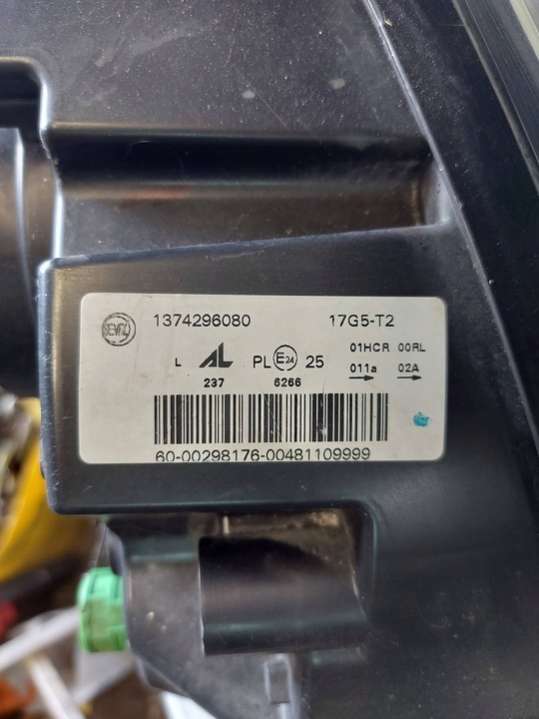 1374296080 17G5-T2
L AL PL E24 25 01HCR 00RL
237 6266 011a 02A
60-00298176-00481109999